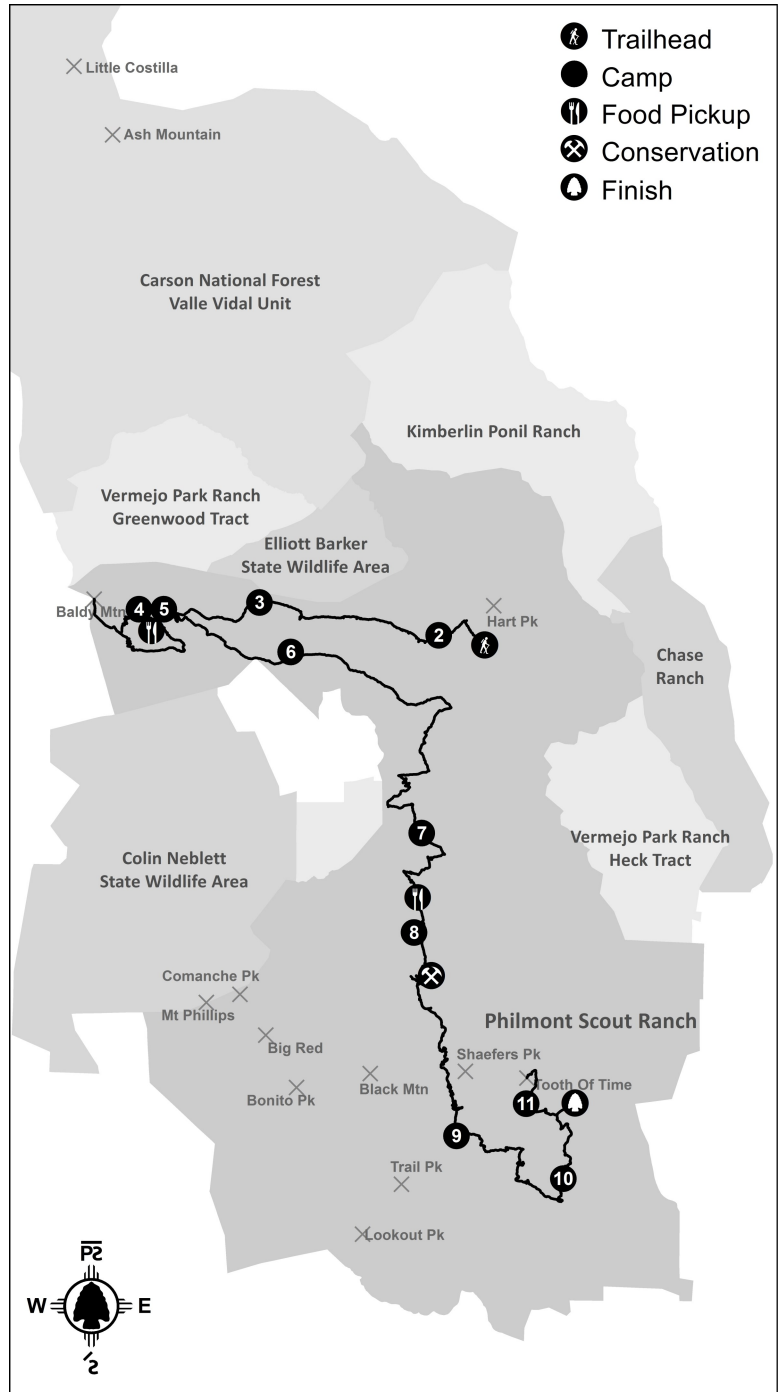 Trailhead
Camp
Food Pickup
Conservation
Finish
Little Costilla
Ash Mountain
Carson National Forest
Valle Vidal Unit
Kimberlin Ponil Ranch
Vermejo Park Ranch
Greenwood Tract
Elliott Barker
State Wildlife Area
Baldy Mtn
4
5
3
2
Hart Pk
6
Chase
Ranch
7
Vermejo Park Ranch
Heck Tract
Colin Neblett
State Wildlife Area
8
Comanche Pk
Mt Phillips
Philmont Scout Ranch
Big Red
Shaefers Pk
Tooth Of Time
Black Mtn
Bonito Pk
11
9
Trail Pk
10
Lookout Pk
W
E